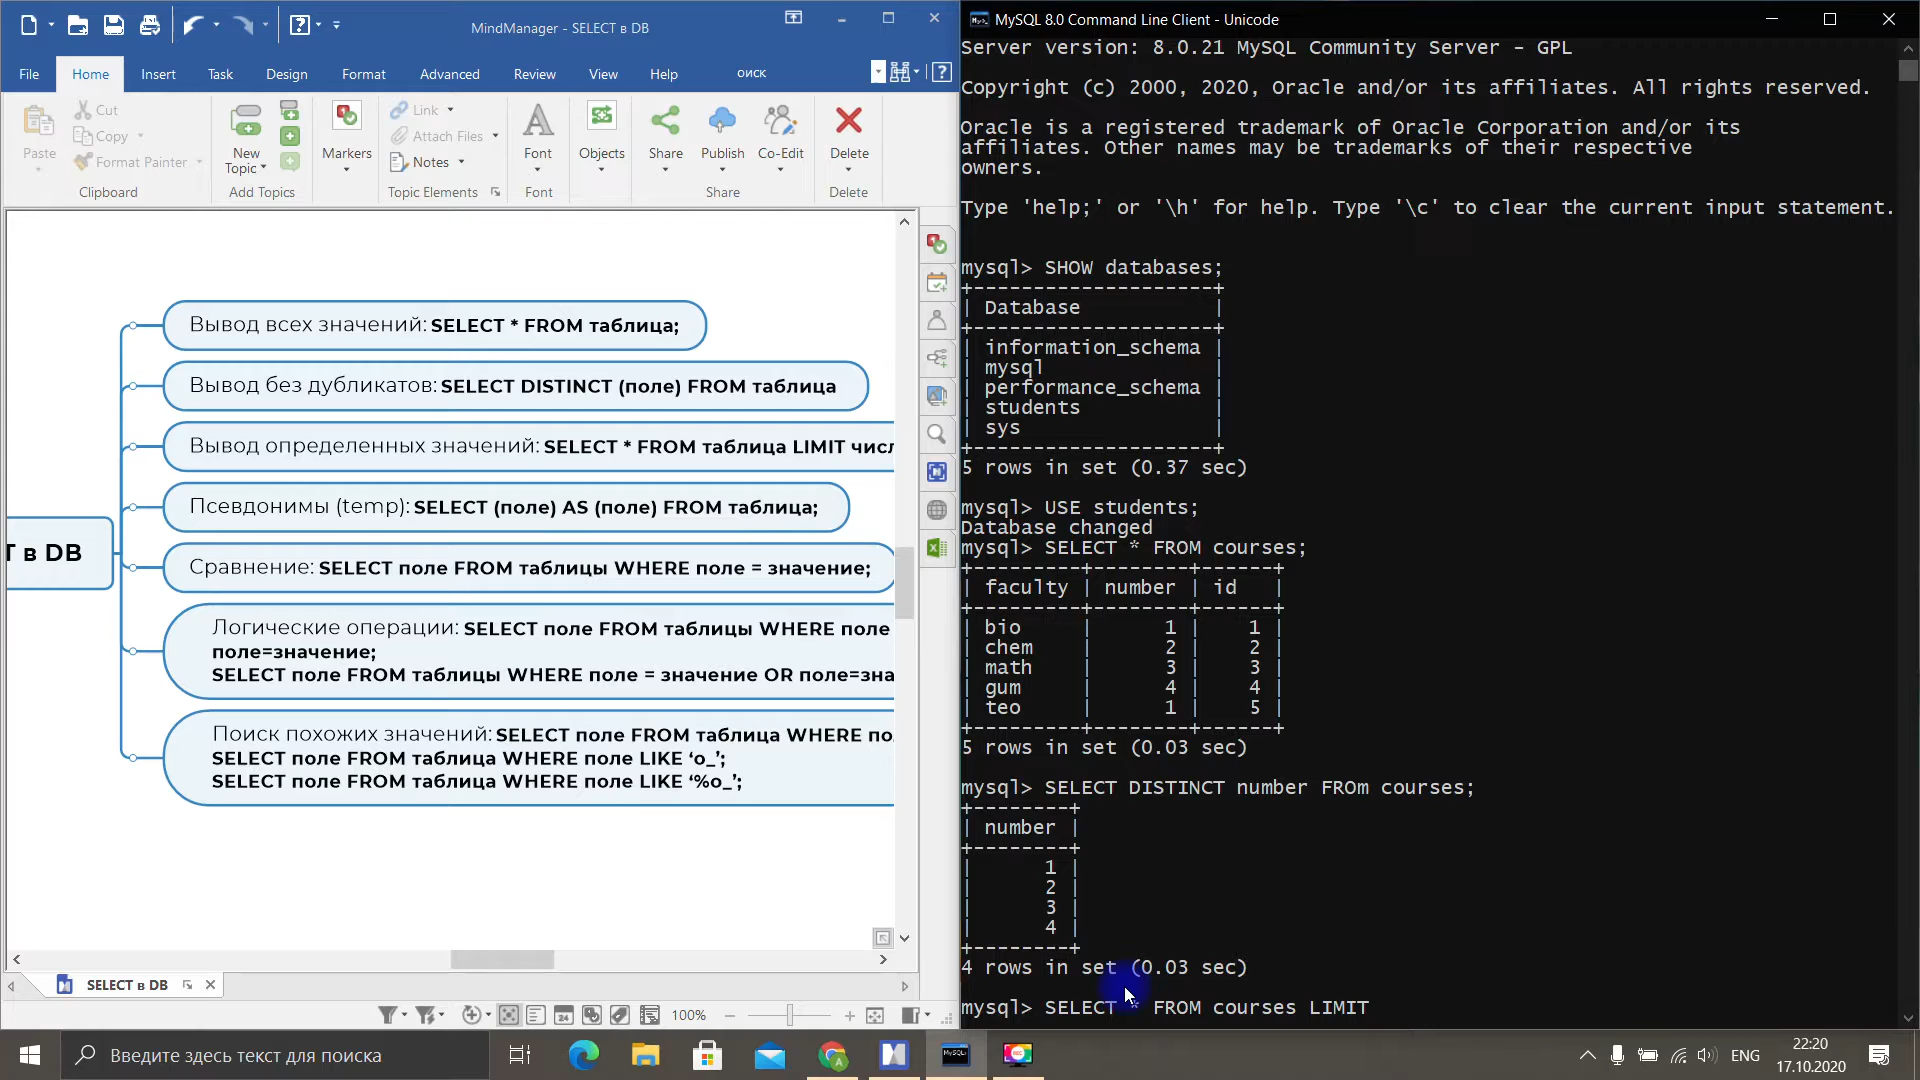 MindManager - SELECT в DB
File Home Insert Task Design Format Advanced Review View Help оиск
Paste
Cut
Copy
Format Painter
Clipboard
New
Topic
Add Topics
Markers
Link
Attach Files
Notes
Topic Elements
Font
Font
Objects
Share
Publish
Co-Edit
Share
Delete
Delete
Т в DB
Вывод всех значений: SELECT * FROM таблица;
Вывод без дубликатов: SELECT DISTINCT (поле) FROM таблица
Вывод определенных значений: SELECT * FROM таблица LIMIT числ
Псевдонимы (temp): SELECT (поле) AS (поле) FROM таблица;
Сравнение: SELECT поле FROM таблицы WHERE поле = значение;
Логические операции: SELECT поле FROM таблицы WHERE поле
поле=значение;
SELECT поле FROM таблицы WHERE поле = значение OR поле=зна
Поиск похожих значений: SELECT поле FROM таблица WHERE по
SELECT поле FROM таблица WHERE поле LIKE ‘o_’;
SELECT поле FROM таблица WHERE поле LIKE ‘%o_’;
SELECT в DB
100%
MySQL 8.0 Command Line Client - Unicode
Server version: 8.0.21 MySQL Community Server - GPL
Copyright (c) 2000, 2020, Oracle and/or its affiliates. All rights reserved.
Oracle is a registered trademark of Oracle Corporation and/or its
affiliates. Other names may be trademarks of their respective
owners.
Type 'help;' or '\h' for help. Type '\c' to clear the current input statement.
mysql> SHOW databases;
+--------------------+
| Database           |
+--------------------+
| information_schema |
| mysql              |
| performance_schema |
| students           |
| sys                |
+--------------------+
5 rows in set (0.37 sec)
mysql> USE students;
Database changed
mysql> SELECT * FROM courses;
+---------+--------+------+
| faculty | number | id   |
+---------+--------+------+
| bio     |      1 |    1 |
| chem    |      2 |    2 |
| math    |      3 |    3 |
| gum     |      4 |    4 |
| teo     |      1 |    5 |
+---------+--------+------+
5 rows in set (0.03 sec)
mysql> SELECT DISTINCT number FROm courses;
+--------+
| number |
+--------+
|      1 |
|      2 |
|      3 |
|      4 |
+--------+
4 rows in set (0.03 sec)
mysql> SELECT * FROM courses LIMIT
Введите здесь текст для поиска
ENG
22:20
17.10.2020